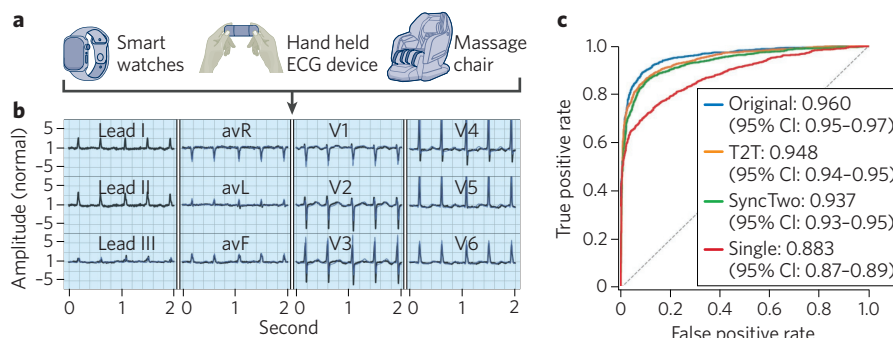 a
Smart
watches
Hand held
ECG device
Massage
chair
b
Amplitude (normal)
5
1
−5
5
1
−5
5
1
−5
Lead I
avR
V1
V4
Lead II
avL
V2
V5
Lead III
avF
V3
V6
0 1 2 0 1 2 0 1 2 0 1 2
Second
c
True positive rate
1.0
0.8
0.6
0.4
0.2
0
Original: 0.960
(95% CI: 0.95–0.97)
T2T: 0.948
(95% CI: 0.94–0.95)
SyncTwo: 0.937
(95% CI: 0.93–0.95)
Single: 0.883
(95% CI: 0.87–0.89)
0 0.2 0.4 0.6 0.8 1.0
False positive rate